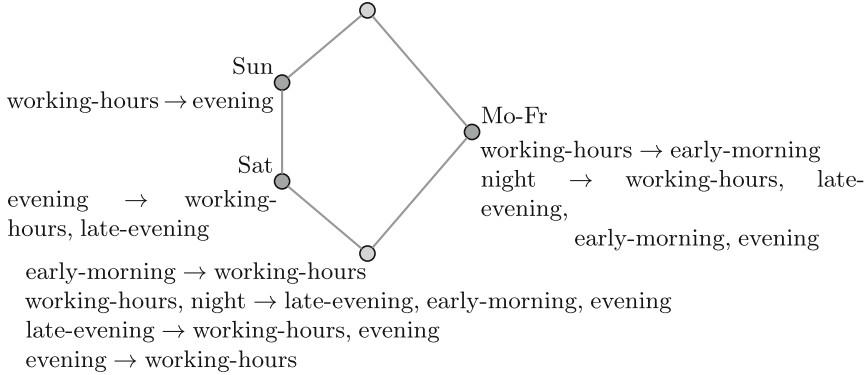 Sun
working-hours → evening
Mo-Fr
working-hours → early-morning
night → working-hours, late-
evening,
early-morning, evening
Sat
evening → working-
hours, late-evening
early-morning → working-hours
working-hours, night → late-evening, early-morning, evening
late-evening → working-hours, evening
evening → working-hours